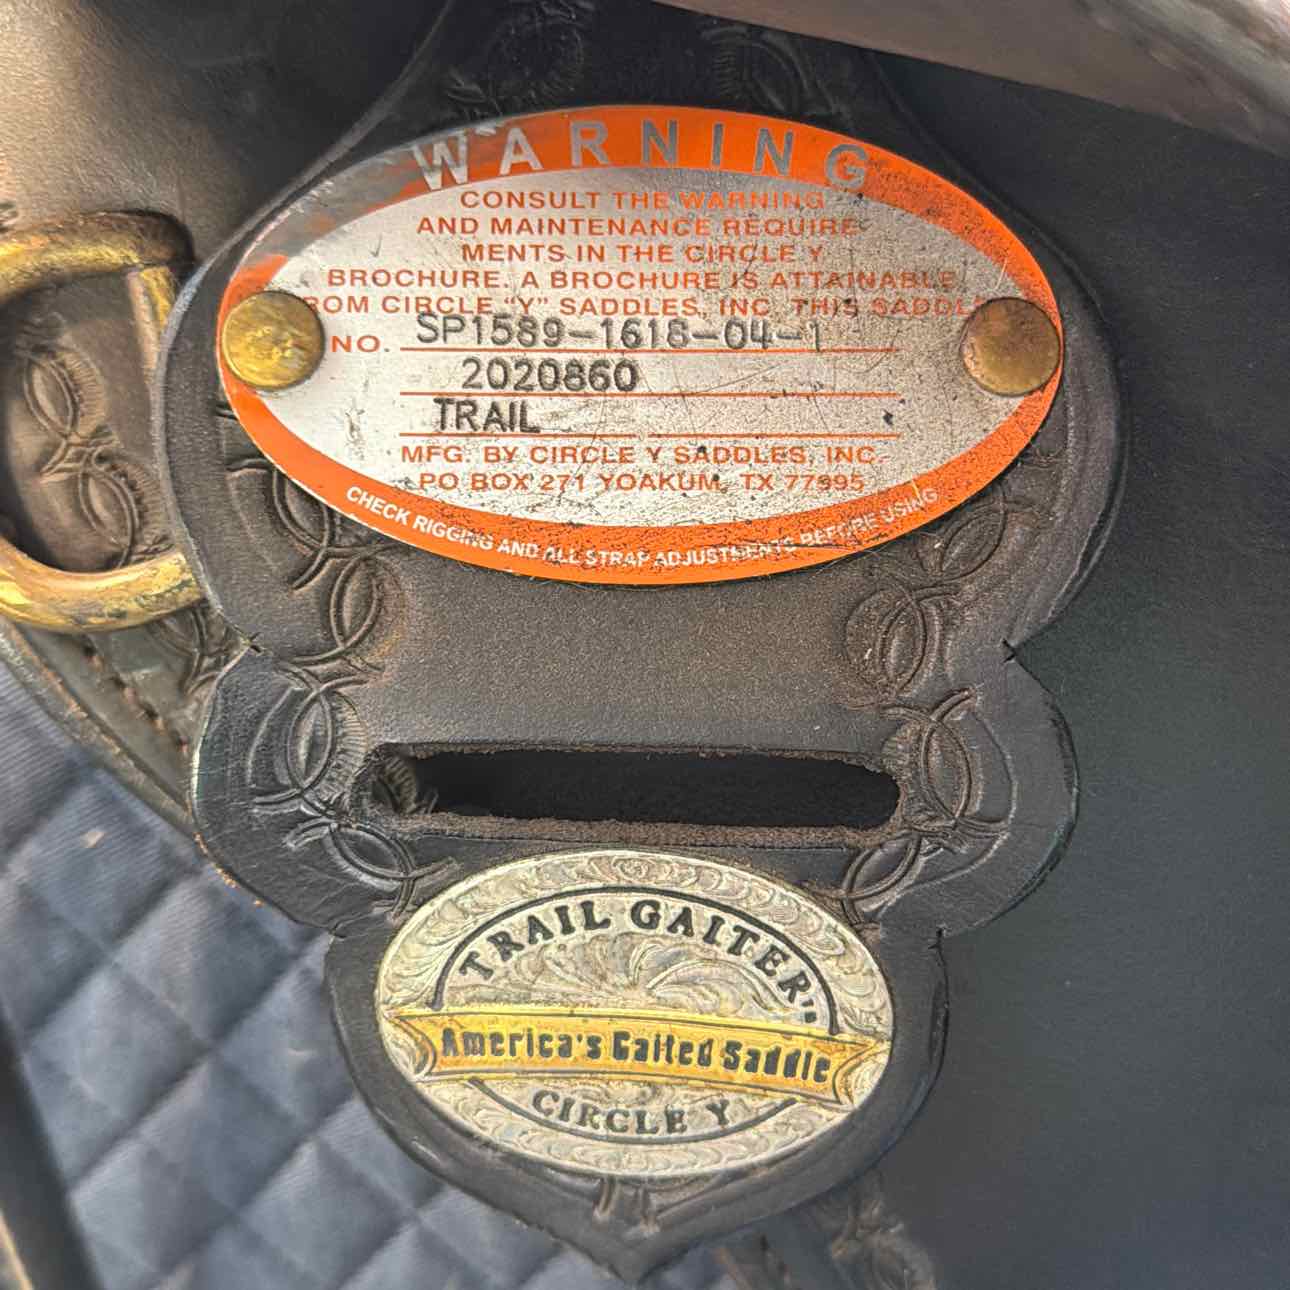 WARNING
CONSULT THE WARNING
AND MAINTENANCE REQUIRE-
MENTS IN THE CIRCLE Y
BROCHURE. A BROCHURE IS ATTAINABLE
ROM CIRCLE "Y" SADDLES, INC. THIS SADDL
NO. SP1589-1618-04-1
2020860
TRAIL
MFG. BY CIRCLE Y SADDLES, INC.
PO BOX 271 YOAKUM, TX 77995
CHECK RIGGING AND ALL STRAP ADJUSTMENTS BEFORE USING
TRAIL GAITER"
America's Gaited Saddle
CIRCLE Y